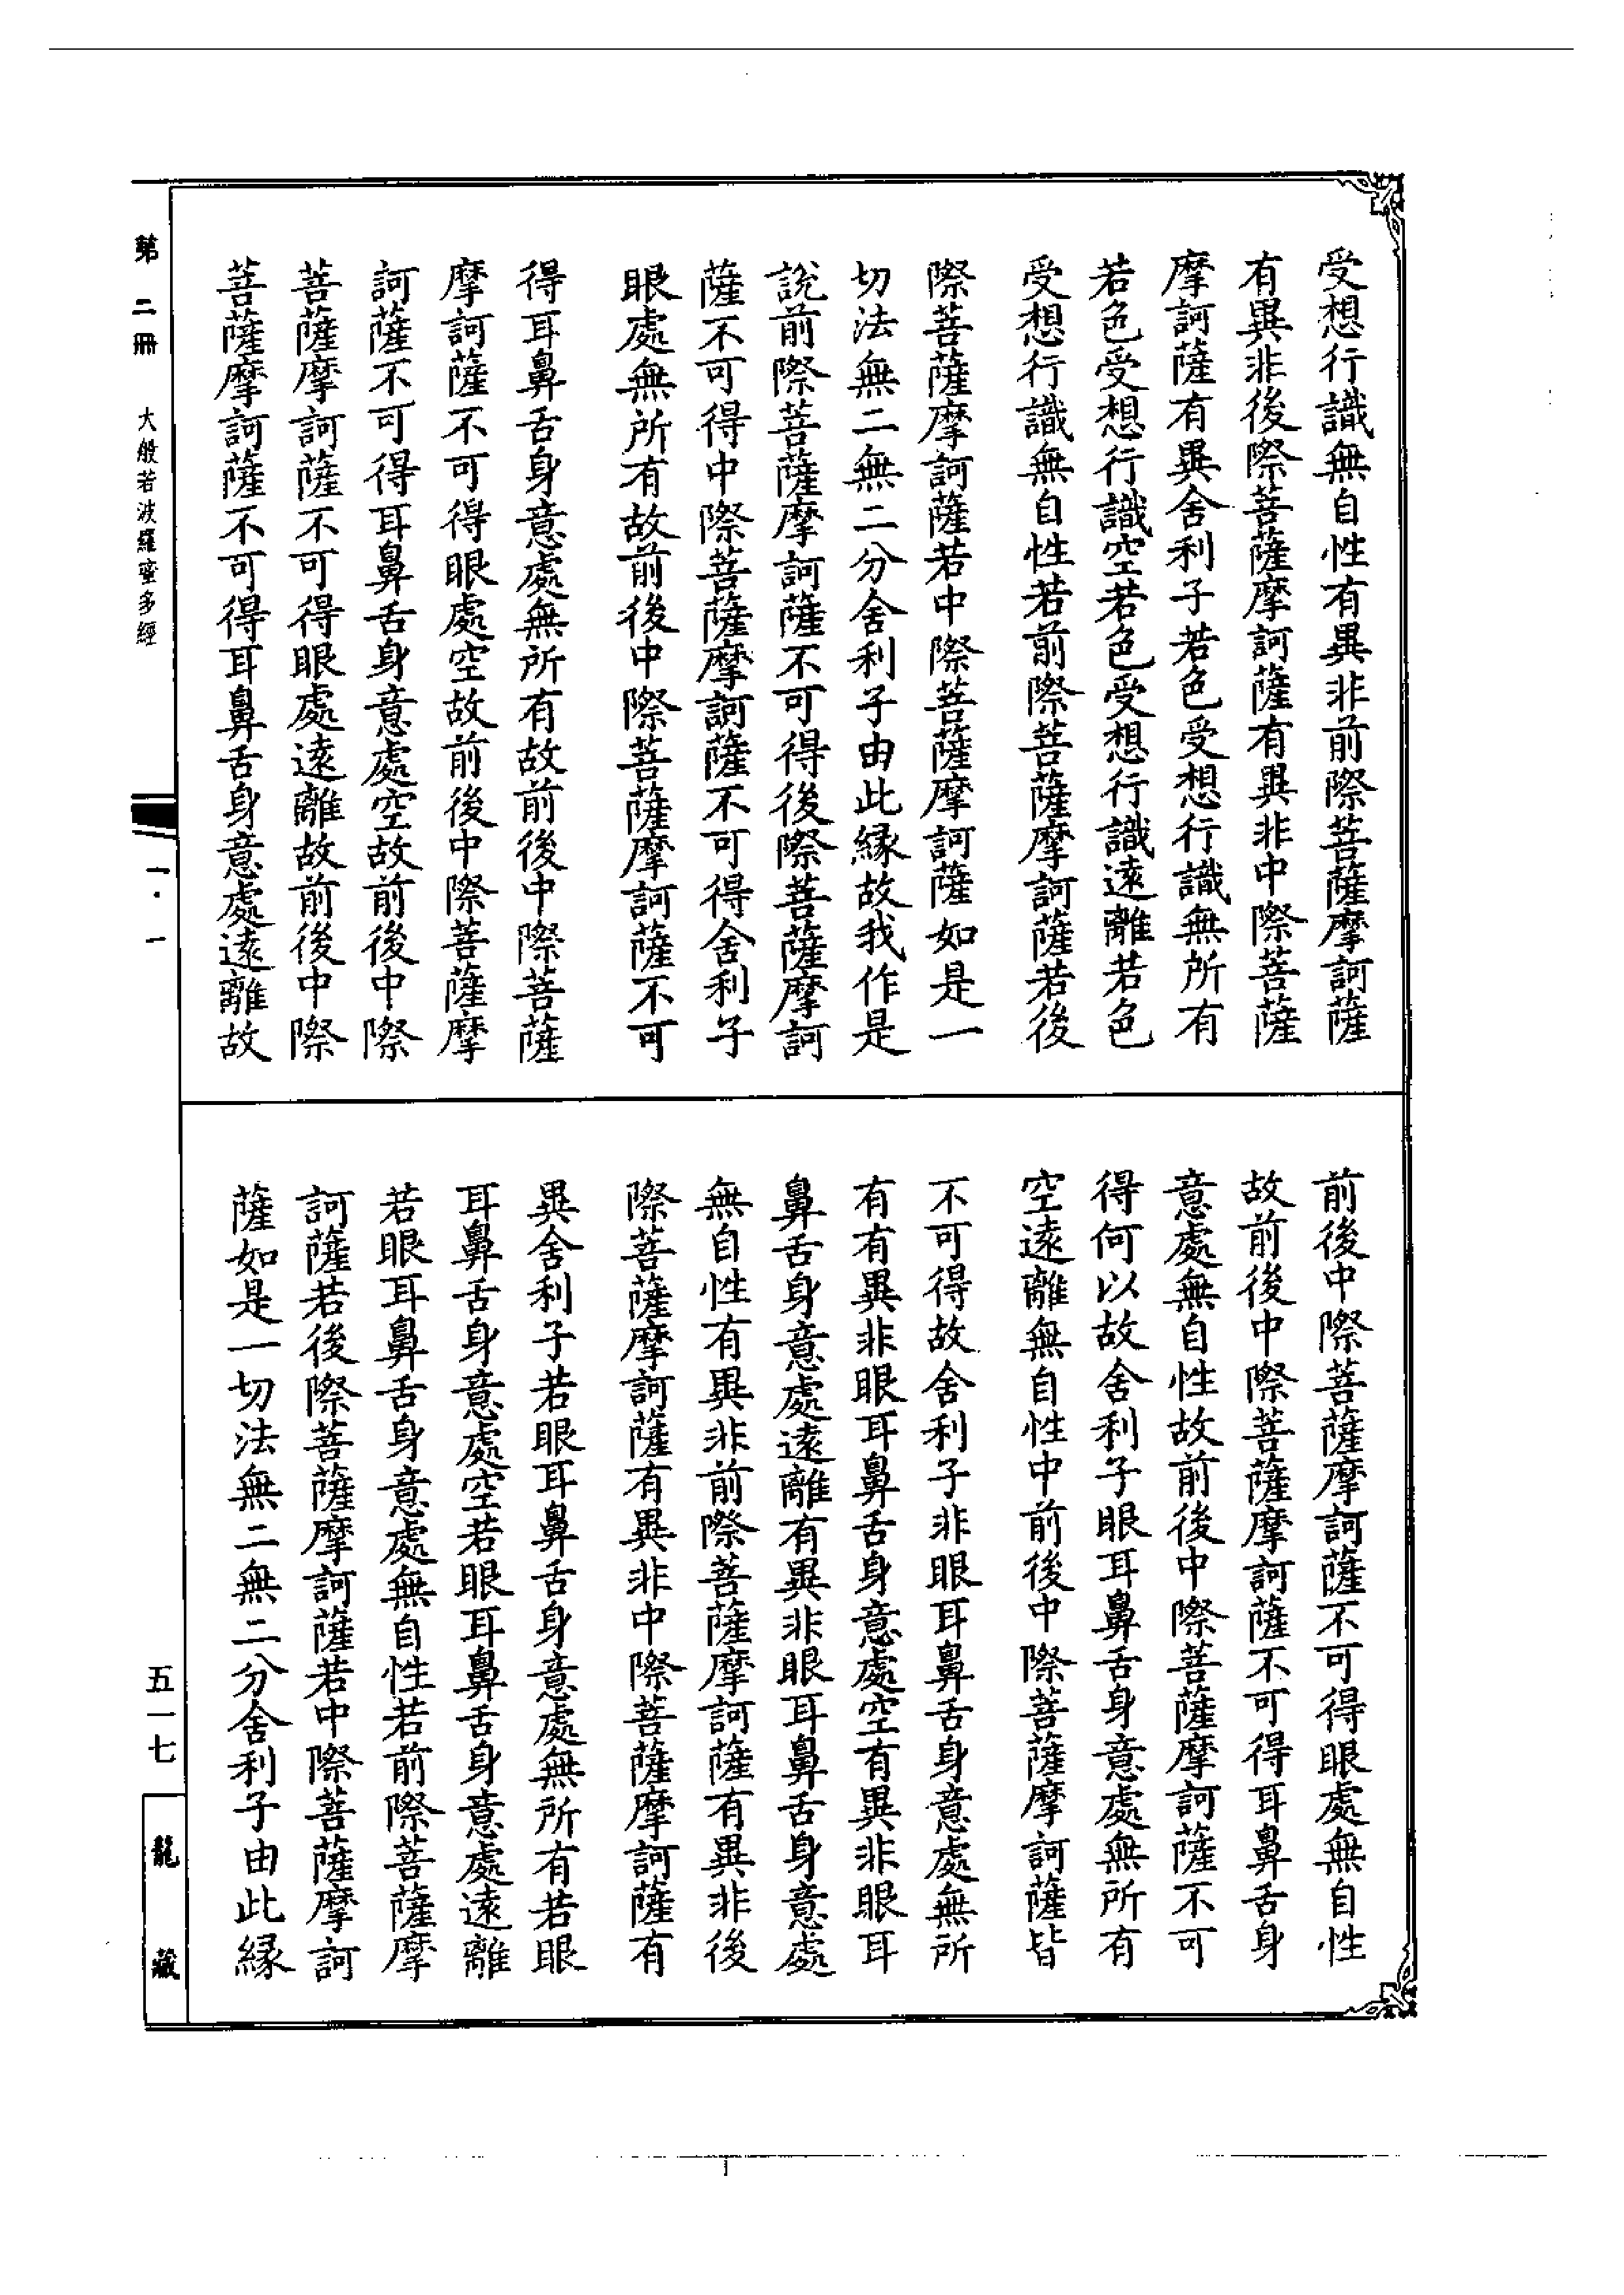 受想行識無自性有異非前際菩薩摩訶薩
有異非後際菩薩摩訶薩有異非中際菩薩
摩訶薩有異舍利子若色受想行識無所有
若色受想行識空若色受想行識遠離若色
受想行識無自性若前際菩薩摩訶薩若後
際菩薩摩訶薩若中際菩薩摩訶薩如是一
切法無二無二分舍利子由此緣故我作是
說前際菩薩摩訶薩不可得後際菩薩摩訶
薩不可得中際菩薩摩訶薩不可得舍利子
眼處無所有故前後中際菩薩摩訶薩不可
得耳鼻舌身意處無所有故前後中際菩薩
摩訶薩不可得眼處空故前後中際菩薩摩
訶薩不可得耳鼻舌身意處空故前後中際
菩薩摩訶薩不可得眼處遠離故前後中際
菩薩摩訶薩不可得耳鼻舌身意處遠離故
前後中際菩薩摩訶薩不可得眼處無自性
故前後中際菩薩摩訶薩不可得耳鼻舌身
意處無自性故前後中際菩薩摩訶薩不可
得何以故舍利子眼耳鼻舌身意處無所有
空遠離無自性中前後中際菩薩摩訶薩皆
不可得故舍利子非眼耳鼻舌身意處無所
有有異非眼耳鼻舌身意處空有異非眼耳
鼻舌身意處遠離有異非眼耳鼻舌身意處
無自性有異非前際菩薩摩訶薩有異非後
際菩薩摩訶薩有異非中際菩薩摩訶薩有
異舍利子若眼耳鼻舌身意處無所有若眼
耳鼻舌身意處空若眼耳鼻舌身意處遠離
若眼耳鼻舌身意處無自性若前際菩薩摩
訶薩若後際菩薩摩訶薩若中際菩薩摩訶
薩如是一切法無二無二分舍利子由此緣
第二冊 大般若波羅蜜多經 一·一
五一七
龍藏